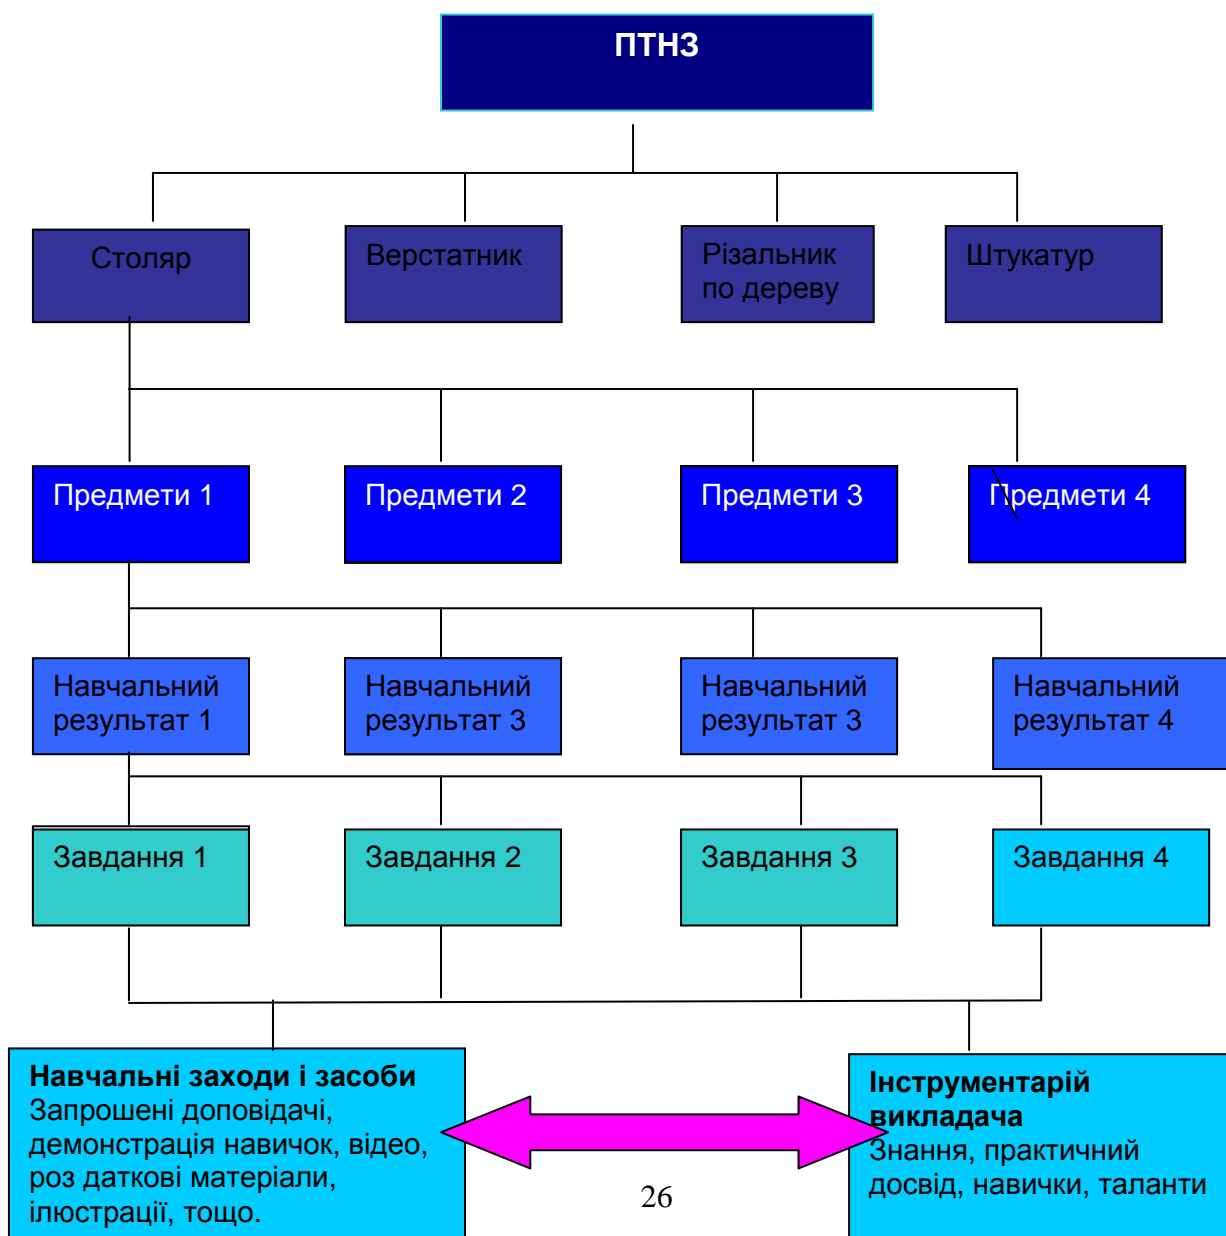 ПТНЗ
Столяр
Верстатник
Різальник
по дереву
Штукатур
Предмети 1
Предмети 2
Предмети 3
Предмети 4
Навчальний
результат 1
Навчальний
результат 3
Навчальний
результат 3
Навчальний
результат 4
Завдання 1
Завдання 2
Завдання 3
Завдання 4
Навчальні заходи і засоби
Запрошені доповідачі,
демонстрація навичок, відео,
роз даткові матеріали,
ілюстрації, тощо.
Інструментарій
викладача
Знання, практичний
досвід, навички, таланти
26